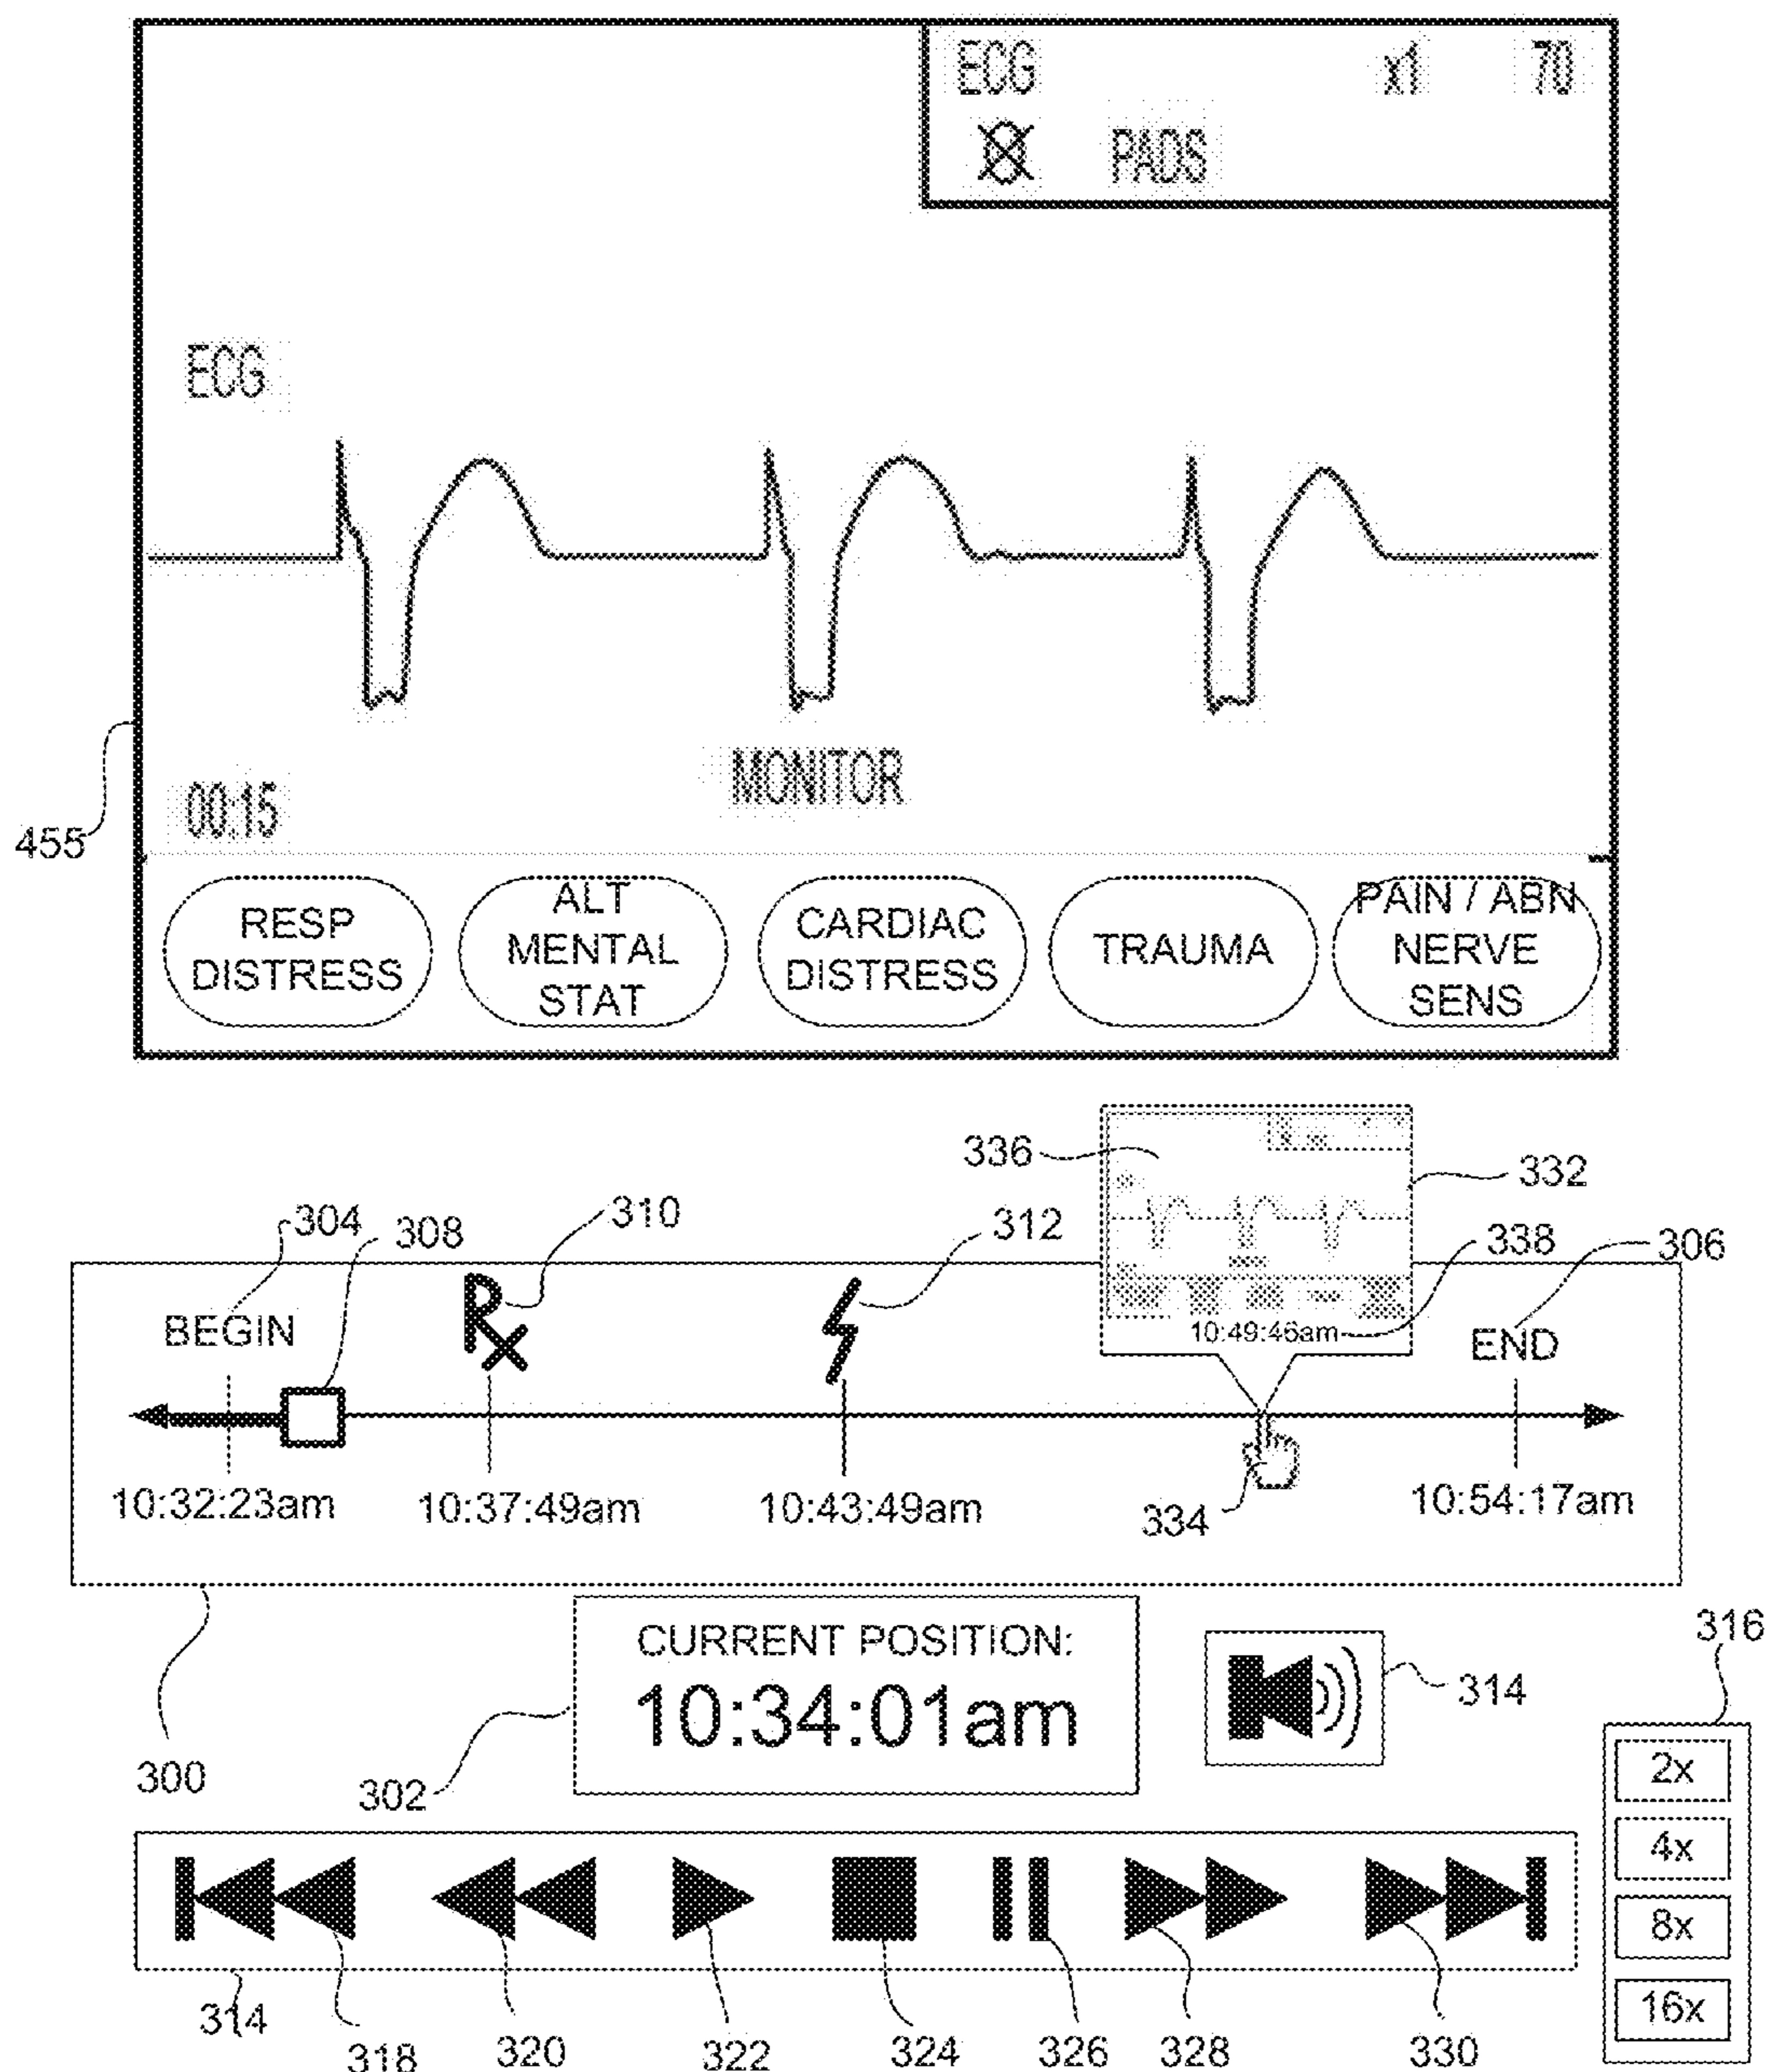 ECG x1 70
PADS
ECG
MONITOR
00:15
455
RESP DISTRESS
ALT MENTAL STAT
CARDIAC DISTRESS
TRAUMA
PAIN / ABN NERVE SENS
336
332
304
308
310
312
338
306
BEGIN
Rx
10:49:46am
END
10:32:23am
10:37:49am
10:43:49am
334
10:54:17am
300
302
CURRENT POSITION:
10:34:01am
314
316
2x
4x
8x
16x
314
318
320
322
324
326
328
330